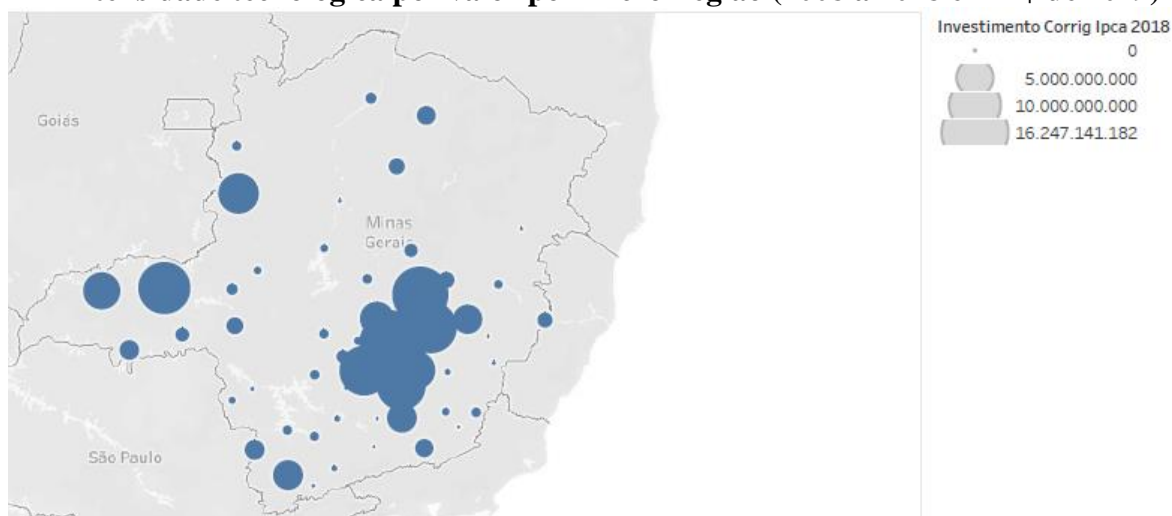 Investimento Corrig Ipca 2018
0
5.000.000.000
10.000.000.000
16.247.141.182
Goiás
Minas
Gerais
São Paulo